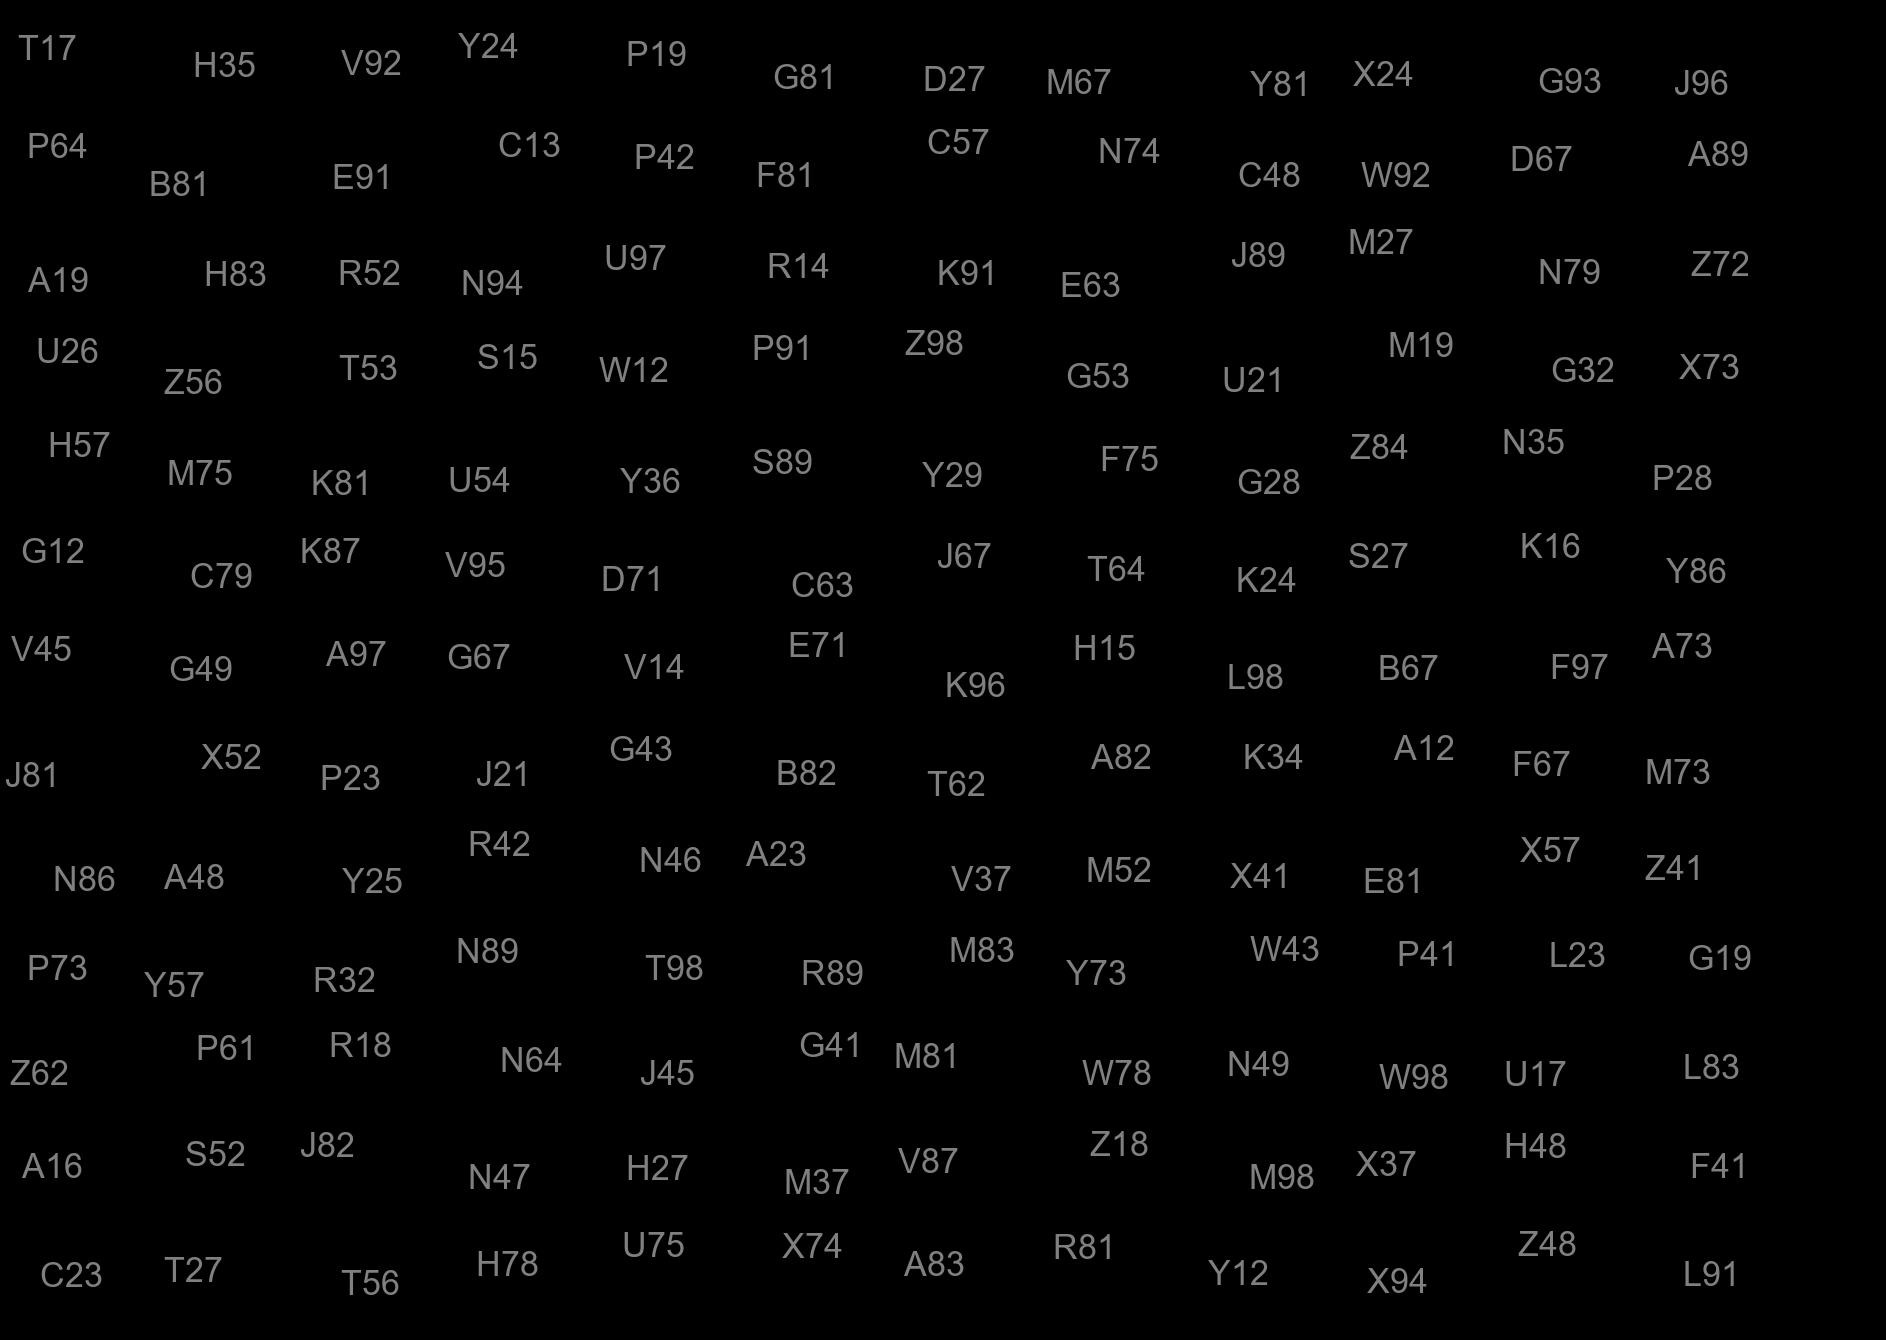 T17 H35 V92 Y24 P19 G81 D27 M67 Y81 X24 G93 J96
P64 B81 E91 C13 P42 F81 C57 N74 C48 W92 D67 A89
A19 H83 R52 N94 U97 R14 K91 E63 J89 M27 N79 Z72
U26 Z56 T53 S15 W12 P91 Z98 G53 U21 M19 G32 X73
H57 M75 K81 U54 Y36 S89 Y29 F75 G28 Z84 N35 P28
G12 C79 K87 V95 D71 C63 J67 T64 K24 S27 K16 Y86
V45 G49 A97 G67 V14 E71 K96 H15 L98 B67 F97 A73
J81 X52 P23 J21 G43 B82 T62 A82 K34 A12 F67 M73
N86 A48 Y25 R42 N46 A23 V37 M52 X41 E81 X57 Z41
P73 Y57 R32 N89 T98 R89 M83 Y73 W43 P41 L23 G19
Z62 P61 R18 N64 J45 G41 M81 W78 N49 W98 U17 L83
A16 S52 J82 N47 H27 M37 V87 Z18 M98 X37 H48 F41
C23 T27 T56 H78 U75 X74 A83 R81 Y12 X94 Z48 L91